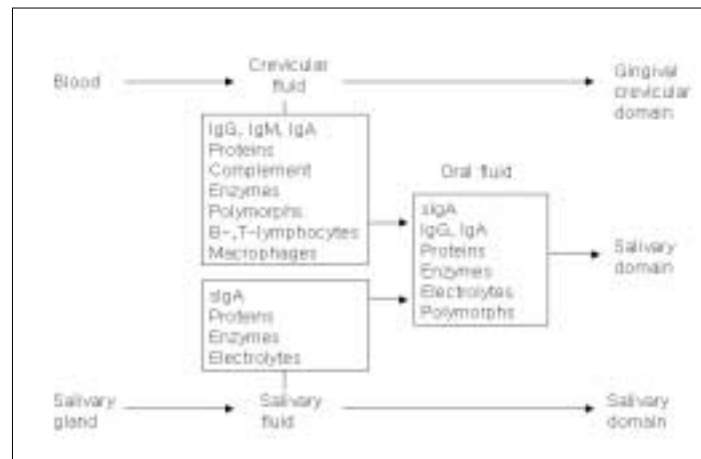 Blood
Crevicular
fluid
Gingival
crevicular
domain
IgG, IgM, IgA
Proteins
Complement
Enzymes
Polymorphs
B-,T-lymphocytes
Macrophages
Oral fluid
sIgA
IgG, IgA
Proteins
Enzymes
Electrolytes
Polymorphs
Salivary
domain
sIgA
Proteins
Enzymes
Electrolytes
Salivary
gland
Salivary
fluid
Salivary
domain